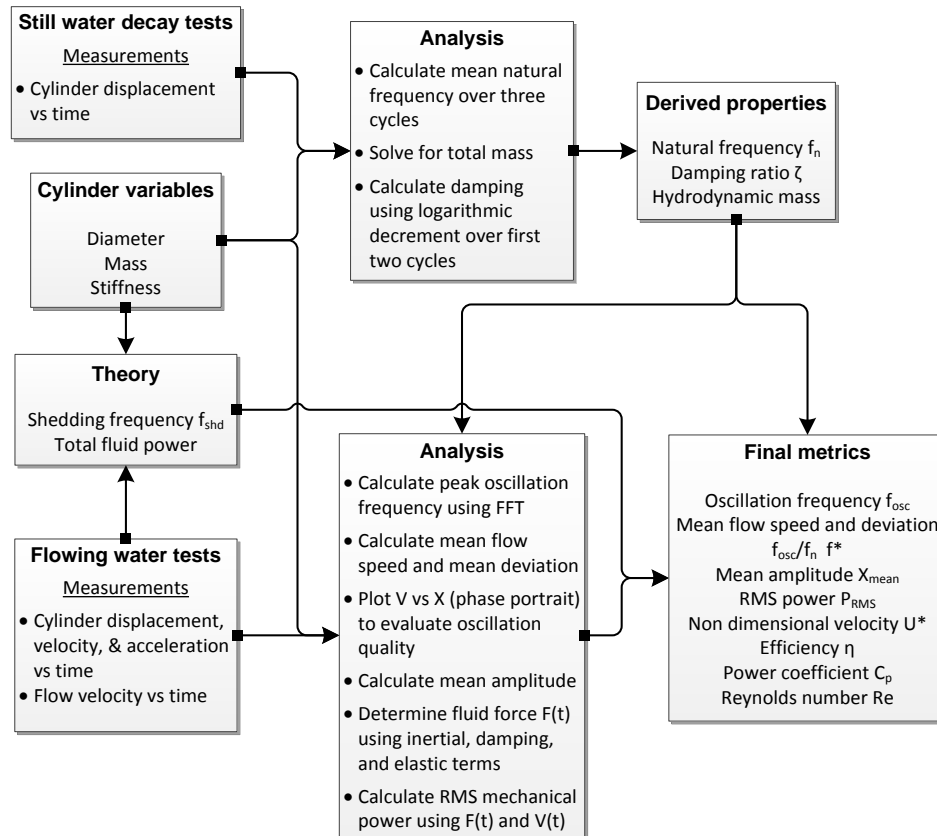 Still water decay tests
Measurements
• Cylinder displacement
vs time
Analysis
• Calculate mean natural
frequency over three
cycles
• Solve for total mass
• Calculate damping
using logarithmic
decrement over first
two cycles
Derived properties
Natural frequency fn
Damping ratio ζ
Hydrodynamic mass
Cylinder variables
Diameter
Mass
Stiffness
Theory
Shedding frequency fshd
Total fluid power
Flowing water tests
Measurements
• Cylinder displacement,
velocity, & acceleration
vs time
• Flow velocity vs time
Analysis
• Calculate peak oscillation
frequency using FFT
• Calculate mean flow
speed and mean deviation
• Plot V vs X (phase portrait)
to evaluate oscillation
quality
• Calculate mean amplitude
• Determine fluid force F(t)
using inertial, damping,
and elastic terms
• Calculate RMS mechanical
power using F(t) and V(t)
Final metrics
Oscillation frequency fosc
Mean flow speed and deviation
fosc/fn f*
Mean amplitude Xmean
RMS power PRMS
Non dimensional velocity U*
Efficiency η
Power coefficient Cp
Reynolds number Re